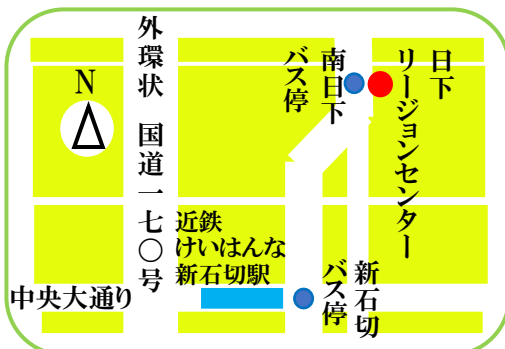 外環状 国道一七〇号
N
南日下
バス停
日下
リージョンセンター
近鉄
けいはんな
新石切駅
新石切
バス停
中央大通り